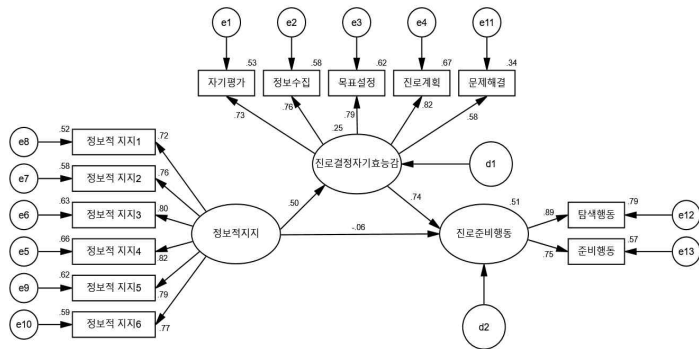 e1
e2
e3
e4
e11
.53
.58
.62
.67
.34
자기평가
정보수집
목표설정
진로계획
문제해결
.73
.76
.79
.82
.58
.25
진로결정자기효능감
d1
e8
.52
정보적 지지1
.72
e7
.58
정보적 지지2
.76
e6
.63
정보적 지지3
.80
e5
.66
정보적 지지4
.82
e9
.62
정보적 지지5
.79
e10
.59
정보적 지지6
.77
정보적지지
.50
.74
-.06
.51
진로준비행동
d2
.89
탐색행동
.79
e12
.75
준비행동
.57
e13